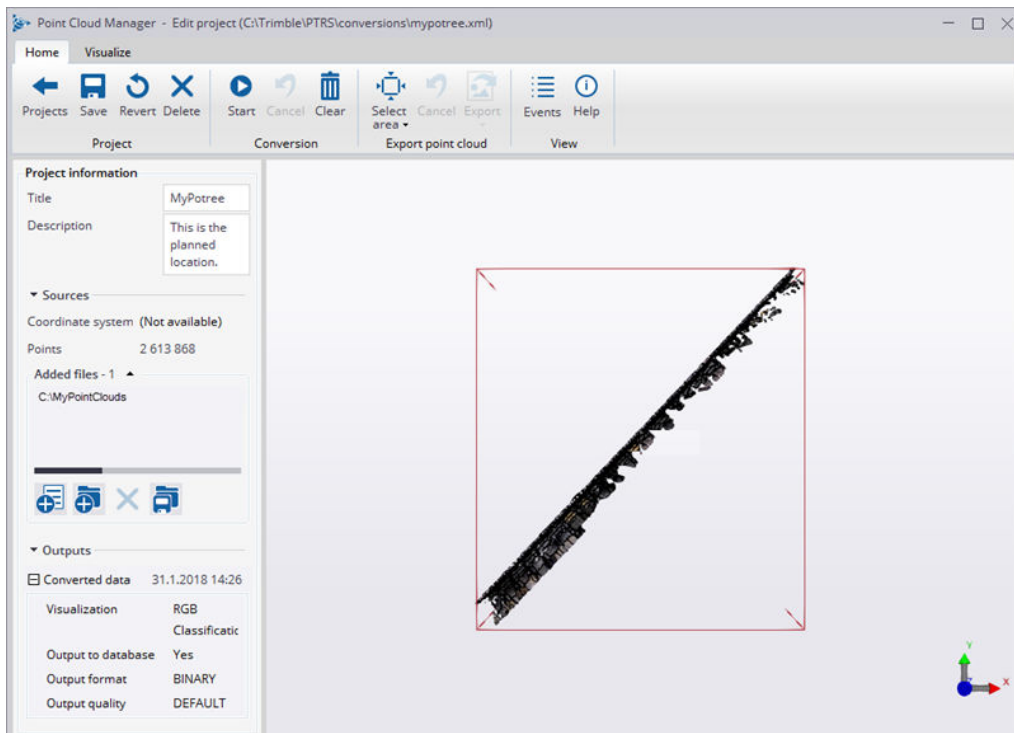 Point Cloud Manager - Edit project (C:\Trimble\PTRS\conversions\mypotree.xml)
Home Visualize
Projects Save Revert Delete Start Cancel Clear Select area Cancel Export Events Help
Project Conversion Export point cloud View
Project information
Title MyPotree
Description This is the
planned
location.
Sources
Coordinate system (Not available)
Points 2 613 868
Added files - 1
C:\MyPointClouds
Outputs
Converted data 31.1.2018 14:26
Visualization RGB
Classificatic
Output to database Yes
Output format BINARY
Output quality DEFAULT
Y
X